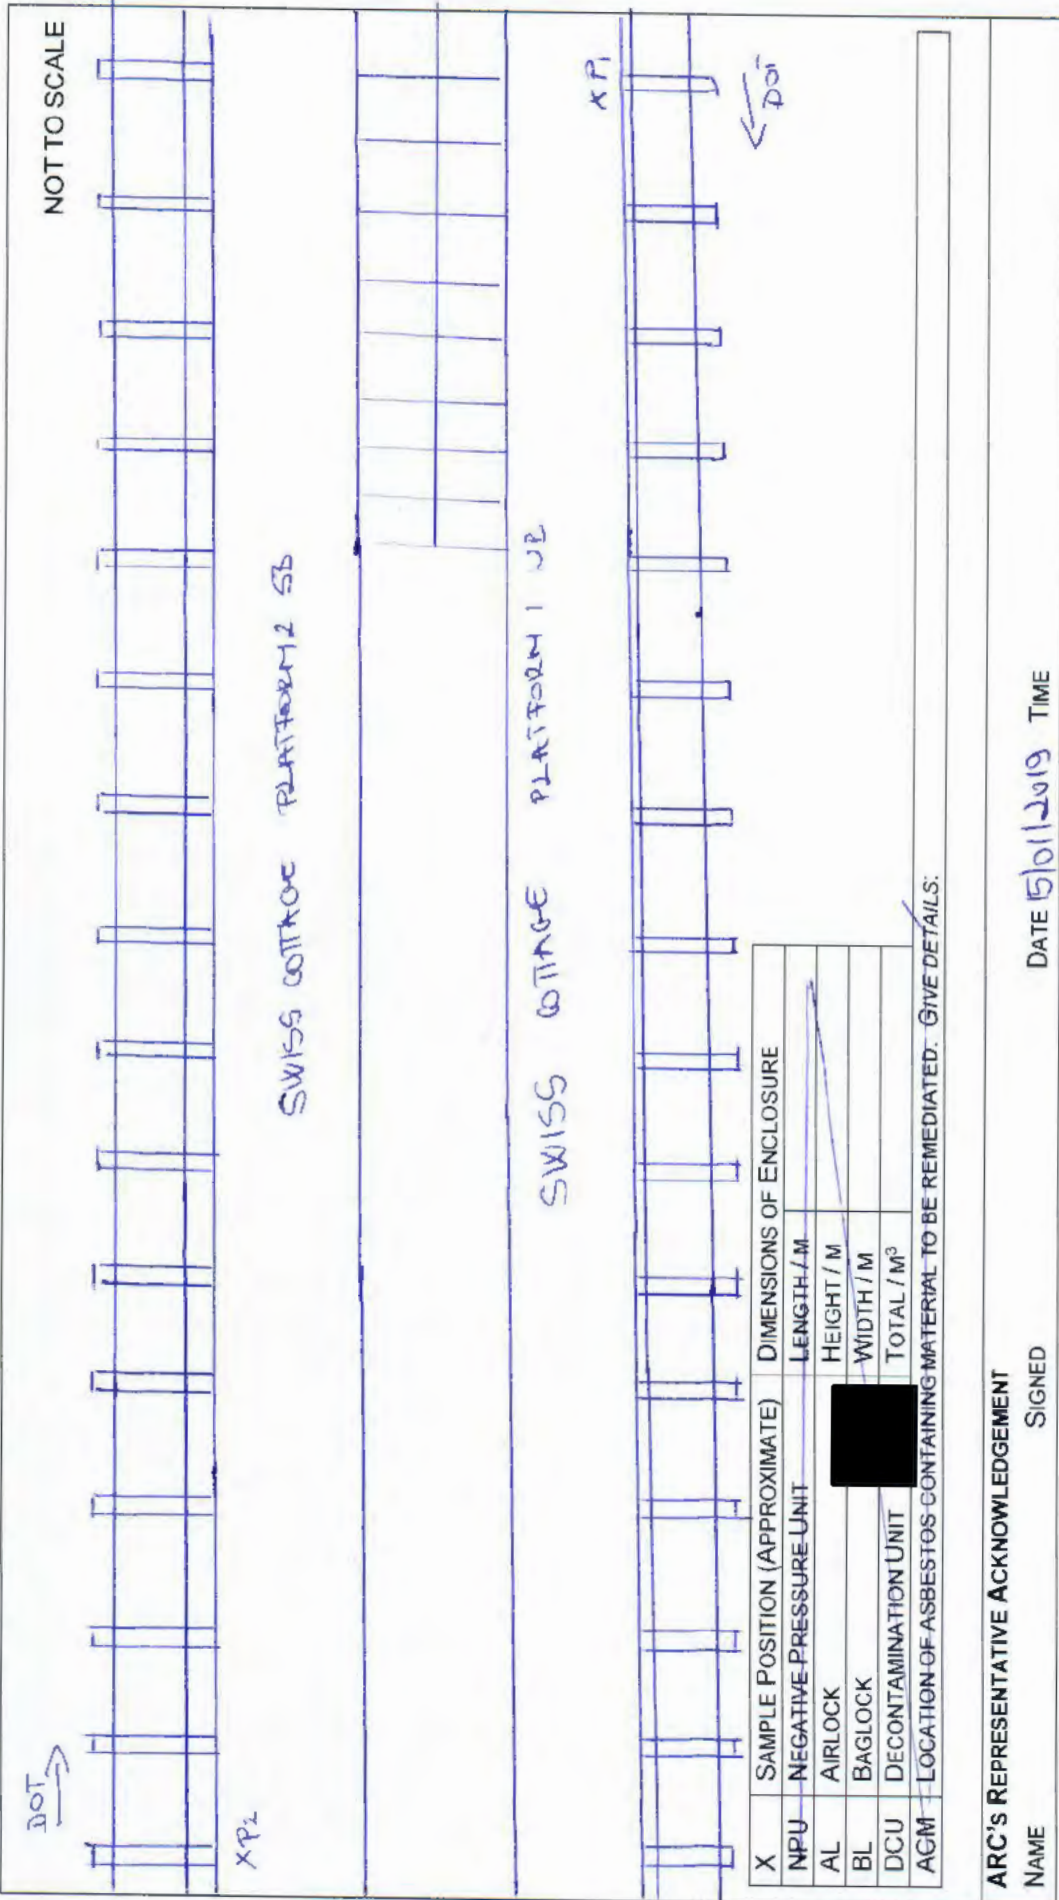 NOT TO SCALE
DOT
XP2
SWISS COTTAGE PLATFORM 2 SB
SWISS COTTAGE PLATFORM 1
XP1
DOT
X SAMPLE POSITION (APPROXIMATE) DIMENSIONS OF ENCLOSURE
NPU NEGATIVE PRESSURE UNIT LENGTH / M
AL AIRLOCK HEIGHT / M
BL BAGLOCK WIDTH / M
DCU DECONTAMINATION UNIT TOTAL / M³
ACM LOCATION OF ASBESTOS CONTAINING MATERIAL TO BE REMEDIATED. GIVE DETAILS:
ARC's REPRESENTATIVE ACKNOWLEDGEMENT
NAME SIGNED DATE 15/01/2019 TIME